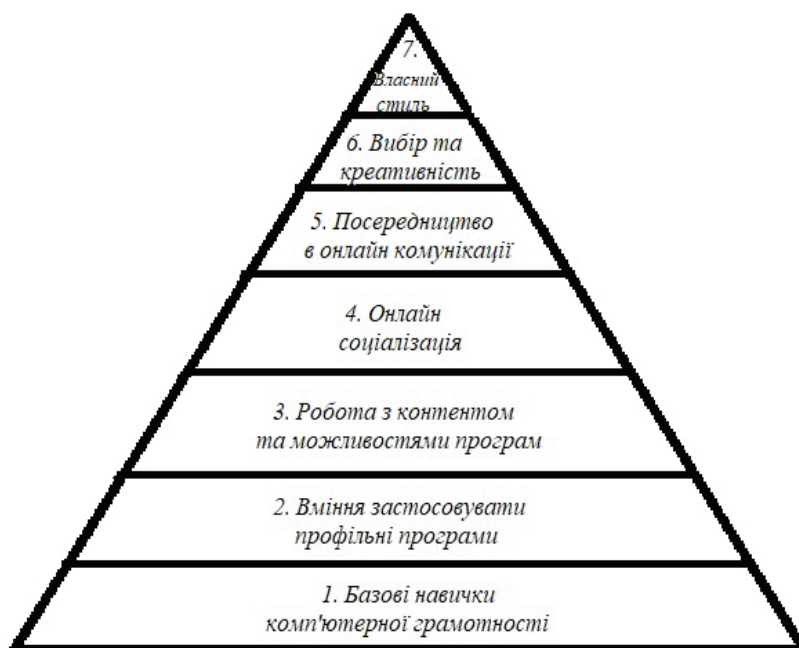 7.
Власний
стиль
6. Вибір та
креативність
5. Посередництво
в онлайн комунікації
4. Онлайн
соціалізація
3. Робота з контентом
та можливостями програм
2. Вміння застосовувати
профільні програми
1. Базові навички
комп'ютерної грамотності